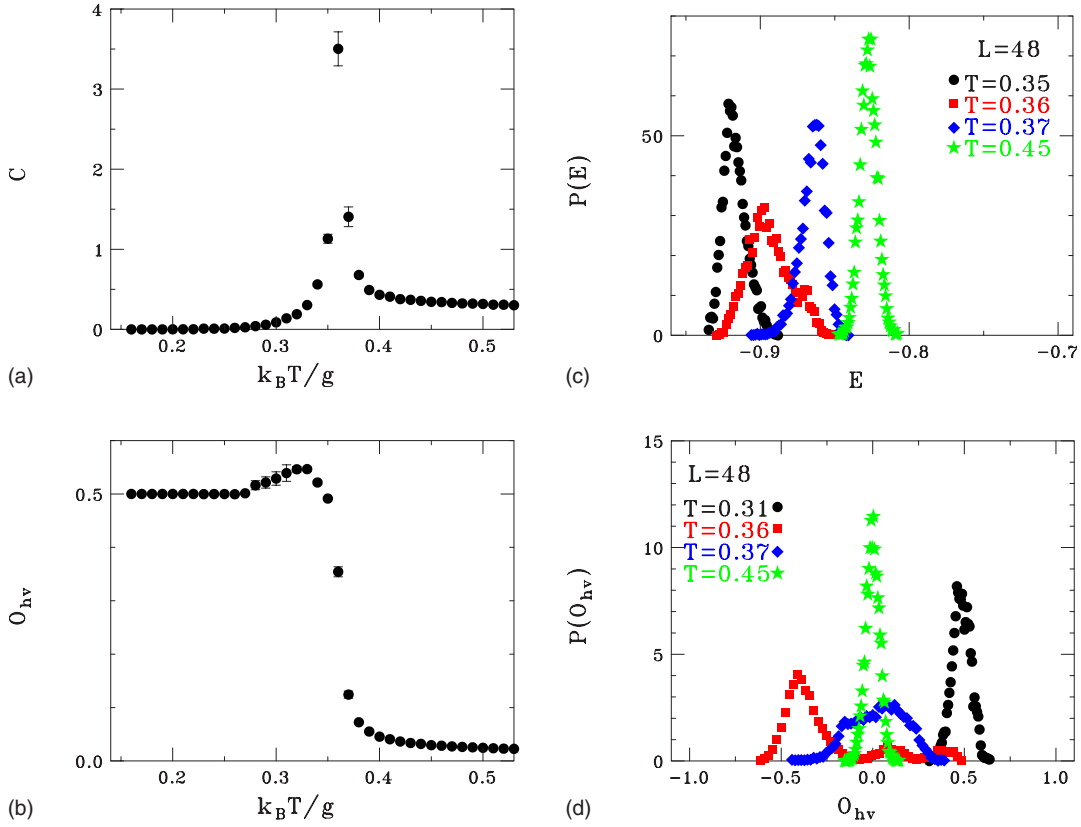 4
3
2
1
0
C
0.2
0.3
0.4
0.5
k_BT/g
(a)
50
0
P(E)
L=48
T=0.35
T=0.36
T=0.37
T=0.45
−0.9
−0.8
−0.7
E
(c)
0.5
0.0
O_hv
0.2
0.3
0.4
0.5
k_BT/g
(b)
15
10
5
0
P(O_hv)
L=48
T=0.31
T=0.36
T=0.37
T=0.45
−1.0
−0.5
0.0
0.5
1.0
O_hv
(d)